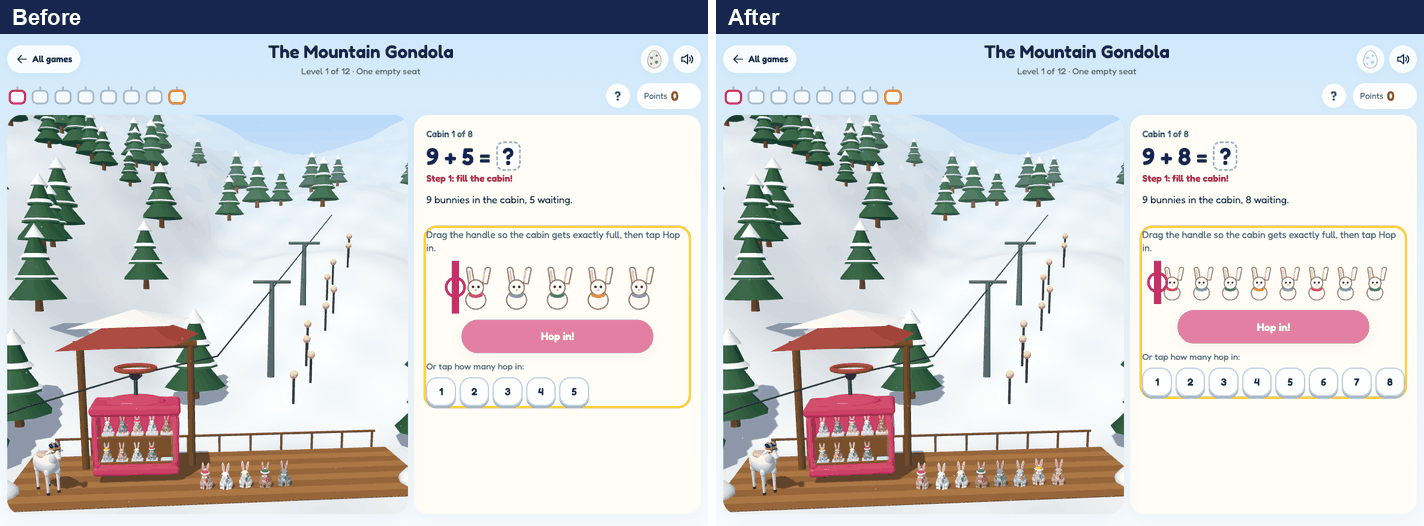 Before
All games
The Mountain Gondola
Level 1 of 12 · One empty seat
?
Points 0
Cabin 1 of 8
9 + 5 = ?
Step 1: fill the cabin!
9 bunnies in the cabin, 5 waiting.
Drag the handle so the cabin gets exactly full, then tap Hop
in.
Hop in!
Or tap how many hop in:
1 2 3 4 5
After
All games
The Mountain Gondola
Level 1 of 12 · One empty seat
?
Points 0
Cabin 1 of 8
9 + 8 = ?
Step 1: fill the cabin!
9 bunnies in the cabin, 8 waiting.
Drag the handle so the cabin gets exactly full, then tap Hop
in.
Hop in!
Or tap how many hop in:
1 2 3 4 5 6 7 8